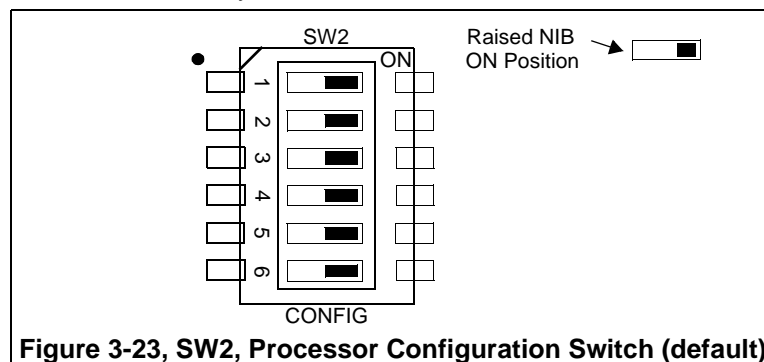 SW2
ON
Raised NIB
ON Position
1
2
3
4
5
6
CONFIG
Figure 3-23, SW2, Processor Configuration Switch (default)